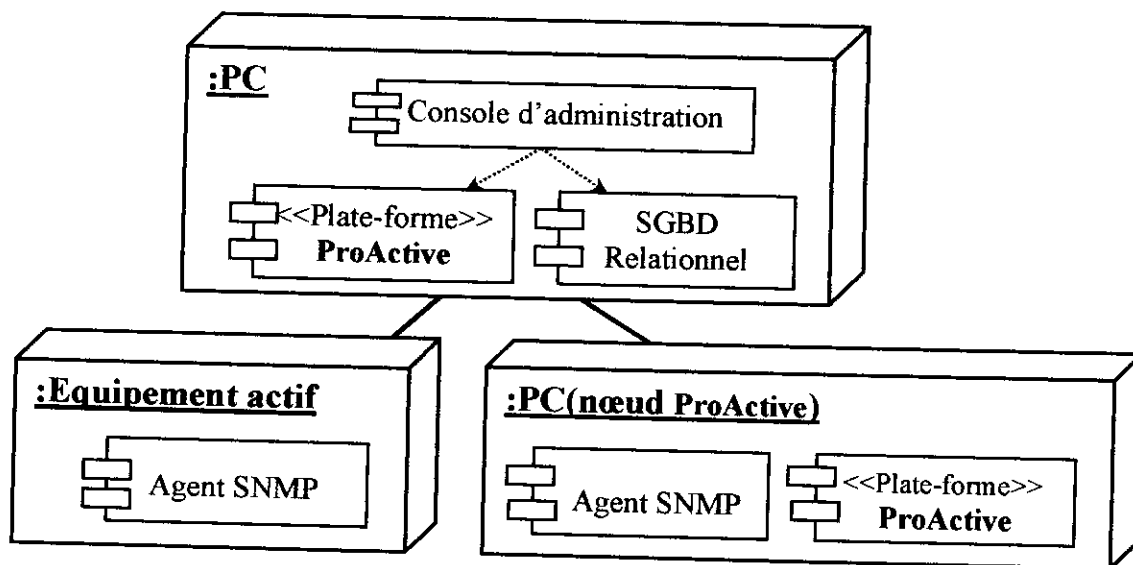 :PC
Console d'administration
<<Plate-forme>>
ProActive
SGBD
Relationnel
:Equipement actif
Agent SNMP
:PC(nœud ProActive)
Agent SNMP
<<Plate-forme>>
ProActive